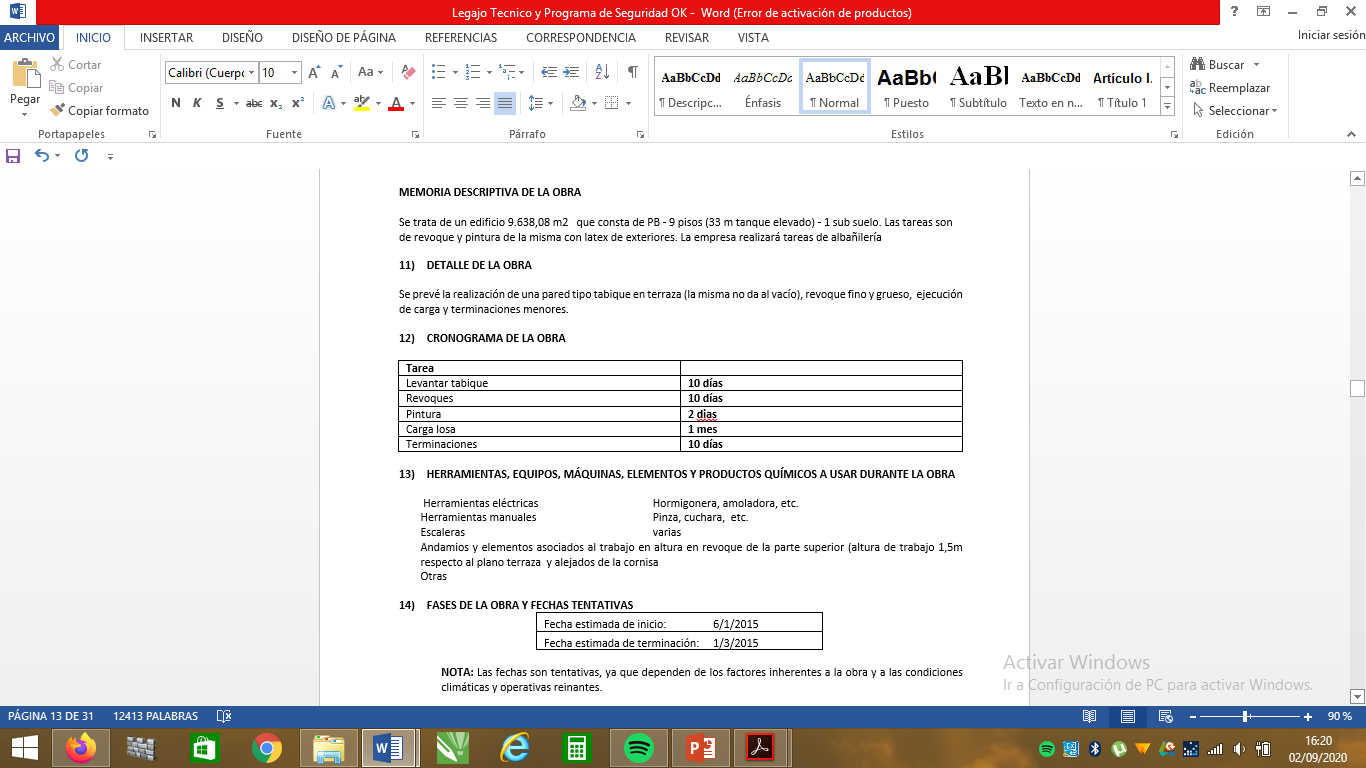 Legajo Tecnico y Programa de Seguridad OK - Word (Error de activación de productos)
ARCHIVO INICIO INSERTAR DISEÑO DISEÑO DE PÁGINA REFERENCIAS CORRESPONDENCIA REVISAR VISTA Iniciar sesión
Pegar
Cortar
Copiar
Copiar formato
Portapapeles
Calibri (Cuerpo 10
N K S abc x₂ x²
Fuente
Párrafo
AaBbCcDd AaBbCcDc AaBbCcDd AaBb( AaBl AaBbCcDd Artículo I.
¶ Descripc... Énfasis ¶ Normal ¶ Puesto ¶ Subtítulo Texto en n... ¶ Título 1
Estilos
Buscar
Reemplazar
Seleccionar
Edición
MEMORIA DESCRIPTIVA DE LA OBRA
Se trata de un edificio 9.638,08 m2 que consta de PB - 9 pisos (33 m tanque elevado) - 1 sub suelo. Las tareas son
de revoque y pintura de la misma con latex de exteriores. La empresa realizará tareas de albañilería
11) DETALLE DE LA OBRA
Se prevé la realización de una pared tipo tabique en terraza (la misma no da al vacío), revoque fino y grueso, ejecución
de carga y terminaciones menores.
12) CRONOGRAMA DE LA OBRA
Tarea
Levantar tabique 10 días
Revoques 10 días
Pintura 2 dias
Carga losa 1 mes
Terminaciones 10 días
13) HERRAMIENTAS, EQUIPOS, MÁQUINAS, ELEMENTOS Y PRODUCTOS QUÍMICOS A USAR DURANTE LA OBRA
Herramientas eléctricas Hormigonera, amoladora, etc.
Herramientas manuales Pinza, cuchara, etc.
Escaleras varias
Andamios y elementos asociados al trabajo en altura en revoque de la parte superior (altura de trabajo 1,5m
respecto al plano terraza y alejados de la cornisa
Otras
14) FASES DE LA OBRA Y FECHAS TENTATIVAS
Fecha estimada de inicio: 6/1/2015
Fecha estimada de terminación: 1/3/2015
NOTA: Las fechas son tentativas, ya que dependen de los factores inherentes a la obra y a las condiciones
climáticas y operativas reinantes.
Activar Windows
Ir a Configuración de PC para activar Windows.
PÁGINA 13 DE 31 12413 PALABRAS 90 %
16:20
02/09/2020